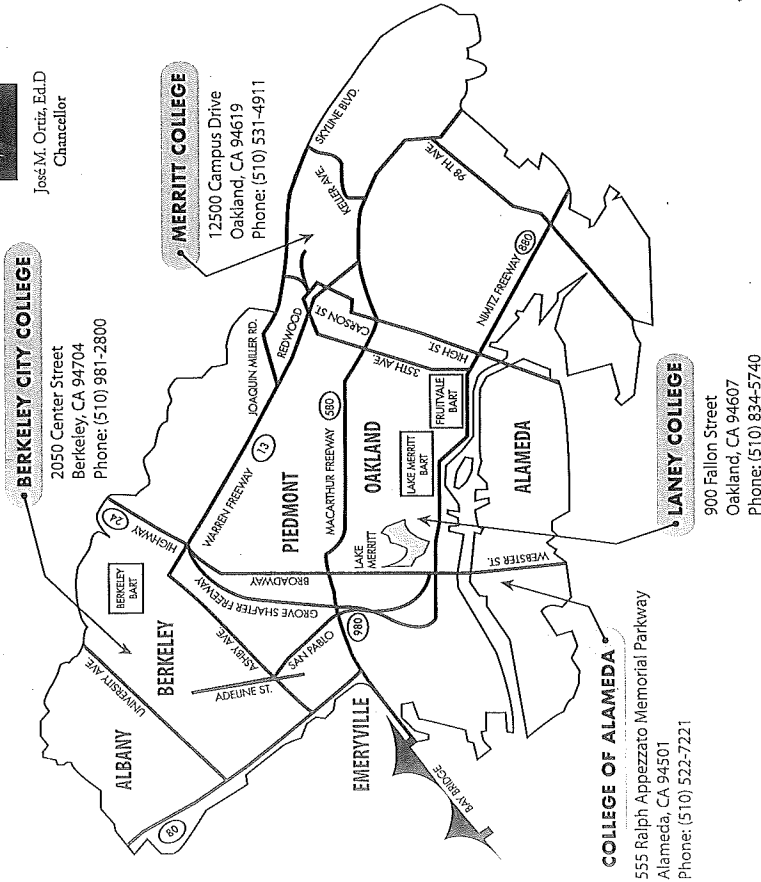 José M. Ortiz, Ed.D
Chancellor
BERKELEY CITY COLLEGE
2050 Center Street
Berkeley, CA 94704
Phone: (510) 981-2800
MERRITT COLLEGE
12500 Campus Drive
Oakland, CA 94619
Phone: (510) 531-4911
ALBANY
UNIVERSITY AVE.
80
BERKELEY
BERKELEY
BART
24
HIGHWAY
ASHBY AVE
ADELINE ST.
SAN PABLO
GROVE SHAFTER FREEWAY
BROADWAY
EMERYVILLE
BAY BRIDGE
980
WARREN FREEWAY
13
JOAQUIN MILLER RD.
REDWOOD
SKYLINE BLVD.
KELLER AVE.
PIEDMONT
MACARTHUR FREEWAY
580
CARSON ST.
35TH AVE.
HIGH ST.
98 TH AVE.
OAKLAND
LAKE
MERRITT
LAKE MERRITT
BART
FRUITVALE
BART
NIMITZ FREEWAY
880
ALAMEDA
WEBSTER ST.
COLLEGE OF ALAMEDA
555 Ralph Appezzato Memorial Parkway
Alameda, CA 94501
Phone: (510) 522-7221
LANEY COLLEGE
900 Fallon Street
Oakland, CA 94607
Phone: (510) 834-5740